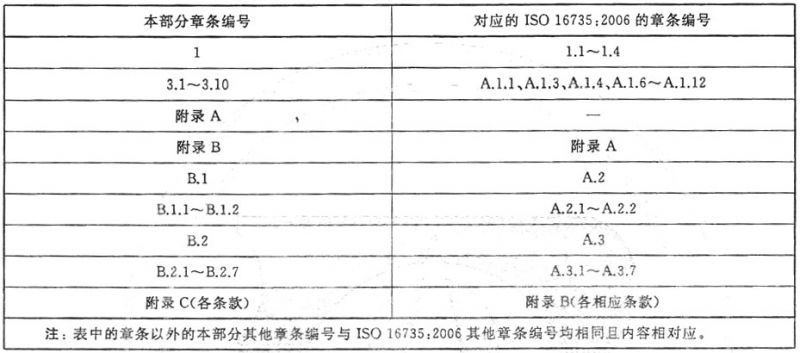 本部分章条编号 对应的 ISO 16735:2006 的章条编号
1 1.1~1.4
3.1~3.10 A.1.1、A.1.3、A.1.4、A.1.6~A.1.12
附录 A —
附录 B 附录 A
B.1 A.2
B.1.1~B.1.2 A.2.1~A.2.2
B.2 A.3
B.2.1~B.2.7 A.3.1~A.3.7
附录 C(各条款) 附录 B(各相应条款)
注：表中的章条以外的本部分其他章条编号与 ISO 16735:2006 其他章条编号均相同且内容相对应。